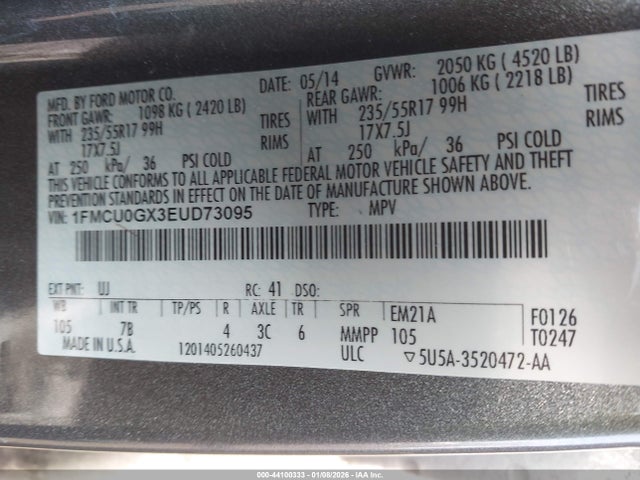 MFD. BY FORD MOTOR CO. DATE: 05/14 GVWR: 2050 KG ( 4520 LB)
FRONT GAWR: 1098 KG ( 2420 LB) REAR GAWR: 1006 KG ( 2218 LB)
WITH 235/55R17 99H TIRES WITH 235/55R17 99H TIRES
17X7.5J RIMS 17X7.5J RIMS
AT 250 kPa/ 36 PSI COLD AT 250 kPa/ 36 PSI COLD
THIS VEHICLE CONFORMS TO ALL APPLICABLE FEDERAL MOTOR VEHICLE SAFETY AND THEFT
PREVENTION STANDARDS IN EFFECT ON THE DATE OF MANUFACTURE SHOWN ABOVE.
VIN: 1FMCU0GX3EUD73095 TYPE: MPV
EXT PNT: UJ RC: 41 DSO:
WB INT TR TP/PS R AXLE TR SPR EM21A F0126
105 7B 4 3C 6 MMPP 105 T0247
MADE IN U.S.A. 1201405260437 ULC ▽5U5A-3520472-AA
000-44100333 - 01/08/2026 - IAA Inc.